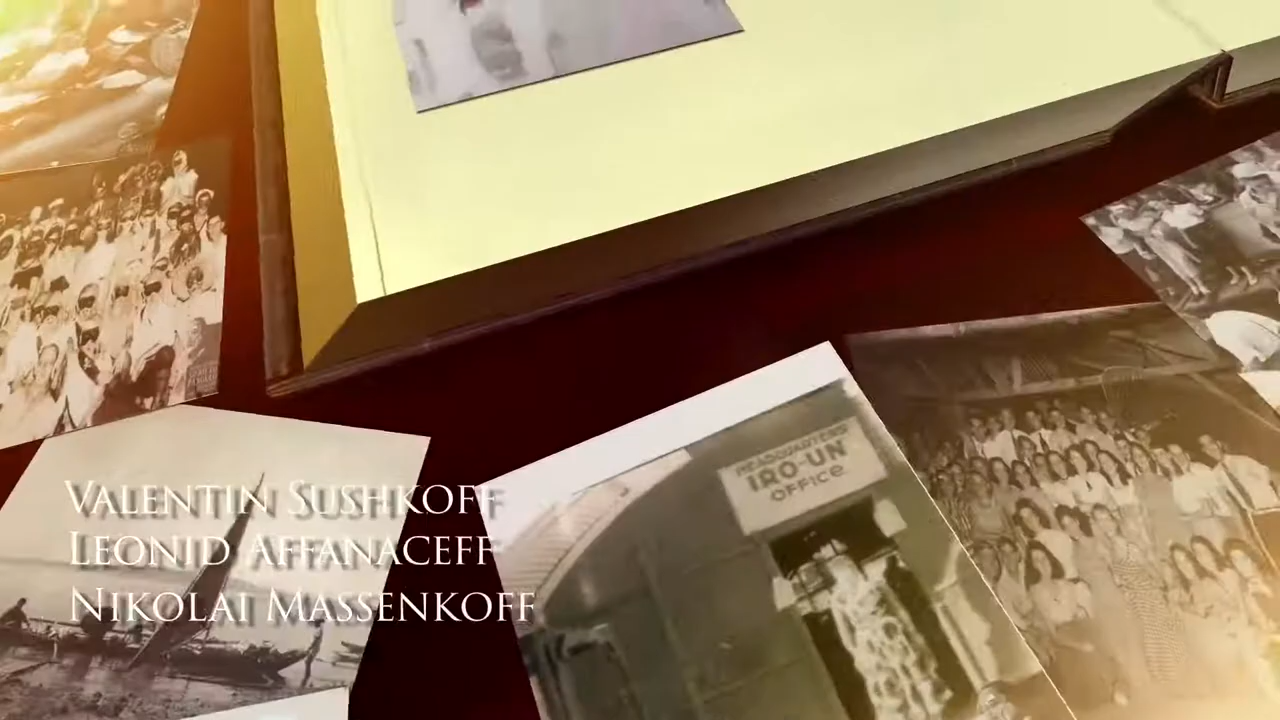 HEADQUARTERS
IRO-UN
OFFICE
VALENTIN SUSHKOFF
LEONID AFFANACEFF
NIKOLAI MASSENKOFF